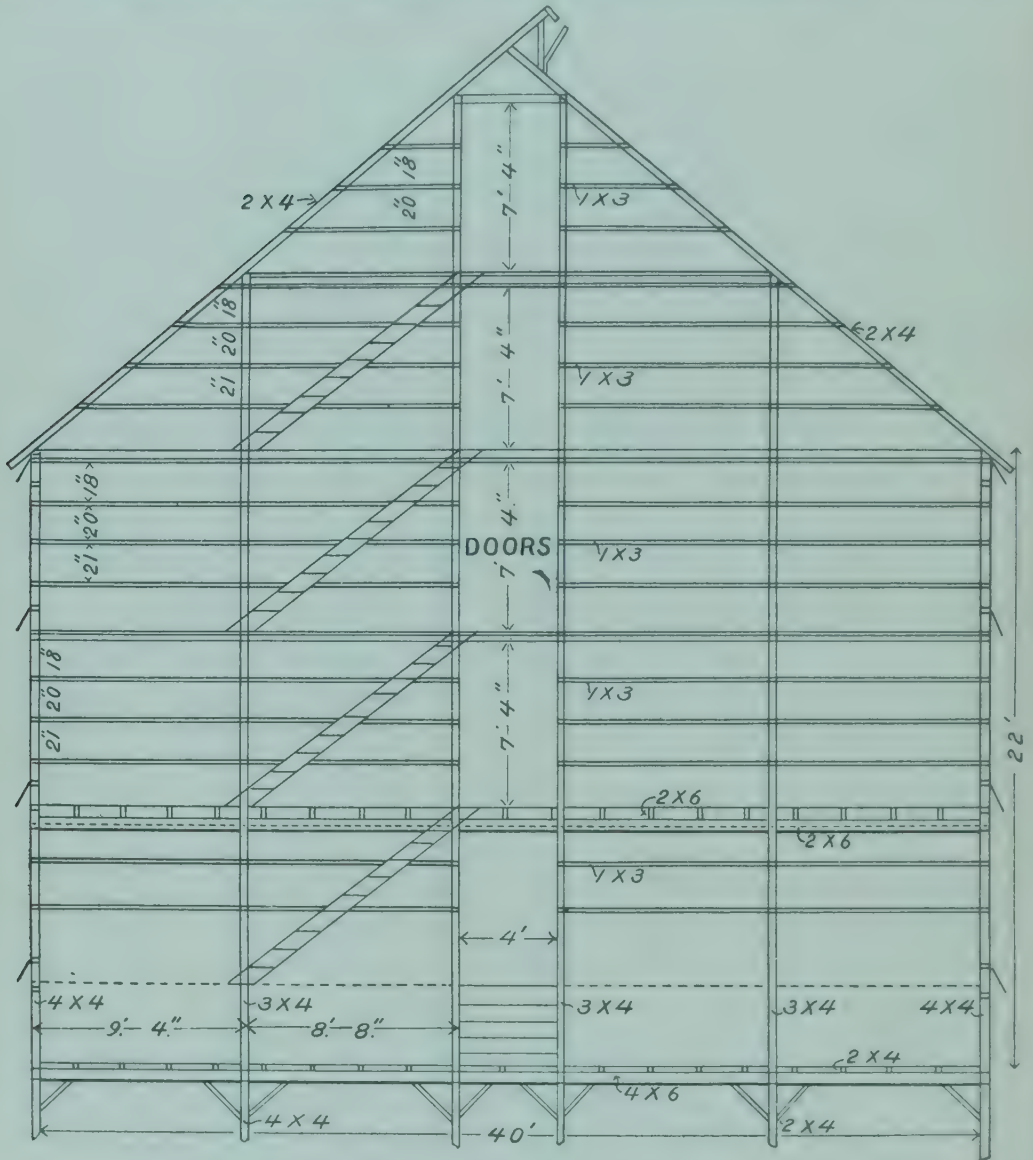 7' 4"
20" 18"
2 X 4
1 X 3
21" 20" 18"
7' 4"
2 X 4
1 X 3
"21" "20" "18"
7' 4"
DOORS
1 X 3
21" 20" 18"
7' 4"
1 X 3
22'
2 X 6
2 X 6
1 X 3
4'
4 X 4
3 X 4
3 X 4
3 X 4
4 X 4
9'- 4"
8'- 8"
2 X 4
4 X 6
4 X 4
40'
2 X 4